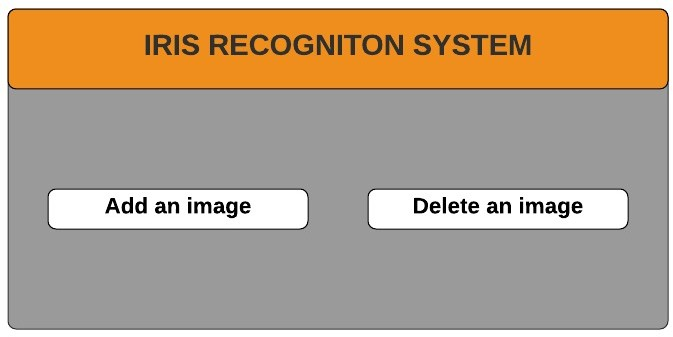 IRIS RECOGNITON SYSTEM
Add an image
Delete an image